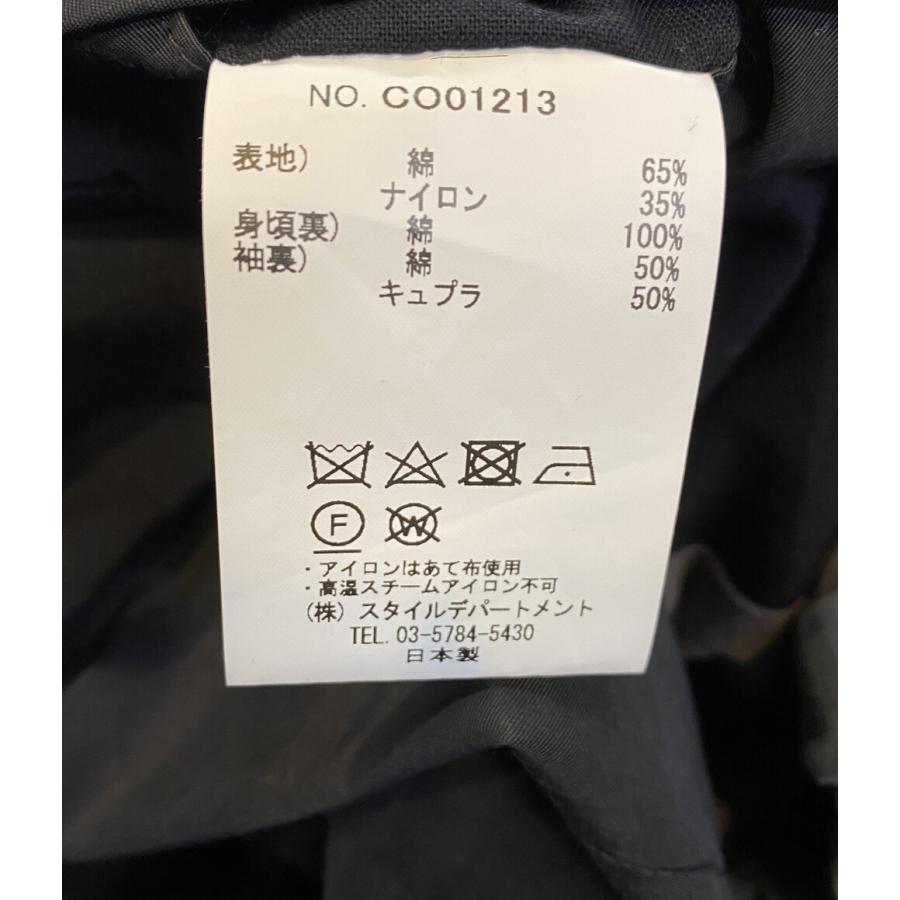 NO. CO01213
表地) 綿 65%
ナイロン 35%
身頃裏) 綿 100%
袖裏) 綿 50%
キュプラ 50%
F W
・アイロンはあて布使用
・高温スチームアイロン不可
(株) スタイルデパートメント
TEL. 03-5784-5430
日本製